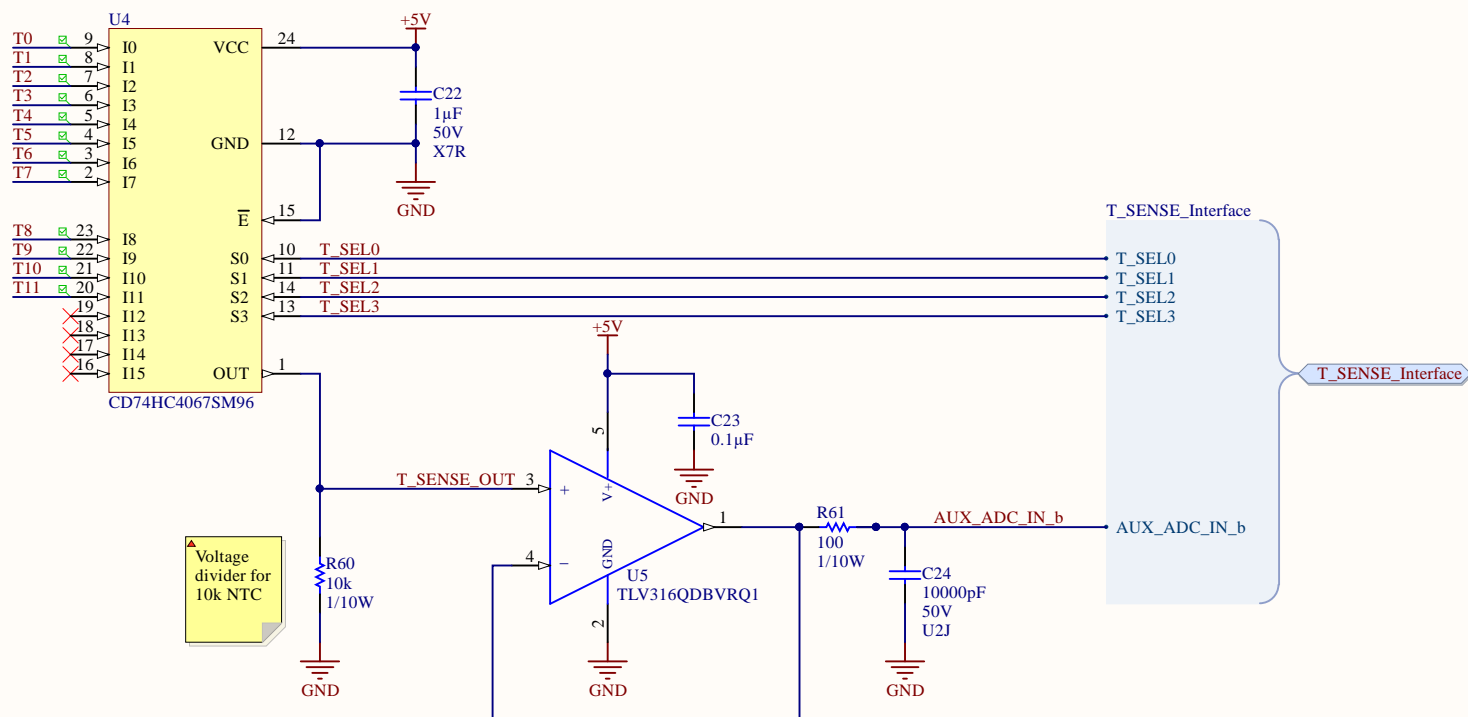 U4
T0
9
I0
T1
8
I1
T2
7
I2
T3
6
I3
T4
5
I4
T5
4
I5
T6
3
I6
T7
2
I7
T8
23
I8
T9
22
I9
T10
21
I10
T11
20
I11
19
I12
18
I13
17
I14
16
I15
VCC
24
GND
12
E
15
S0
10
T_SEL0
S1
11
T_SEL1
S2
14
T_SEL2
S3
13
T_SEL3
OUT
1
CD74HC4067SM96
+5V
C22
1µF
50V
X7R
GND
T_SENSE_Interface
T_SEL0
T_SEL1
T_SEL2
T_SEL3
AUX_ADC_IN_b
T_SENSE_Interface
+5V
C23
0.1µF
GND
T_SENSE_OUT
3
+
5
V+
4
−
GND
2
1
U5
TLV316QDBVRQ1
GND
R61
100
1/10W
AUX_ADC_IN_b
C24
10000pF
50V
U2J
GND
Voltage
divider for
10k NTC
R60
10k
1/10W
GND